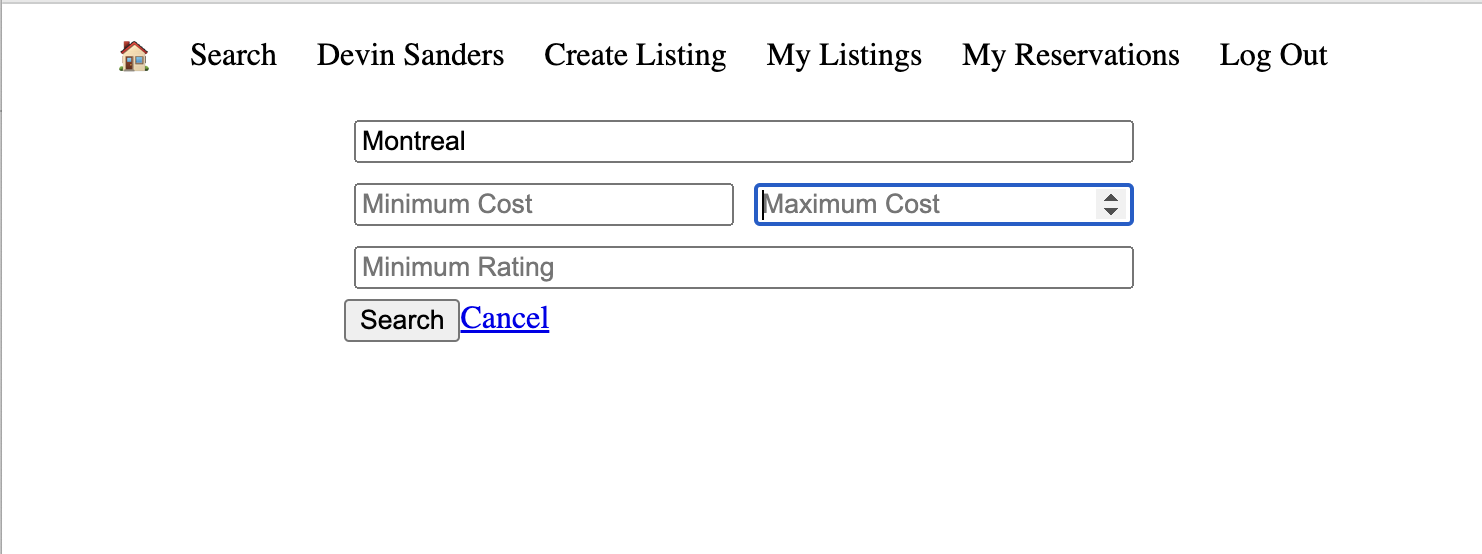 Search Devin Sanders Create Listing My Listings My Reservations Log Out
Montreal
Minimum Cost Maximum Cost
Minimum Rating
Search Cancel